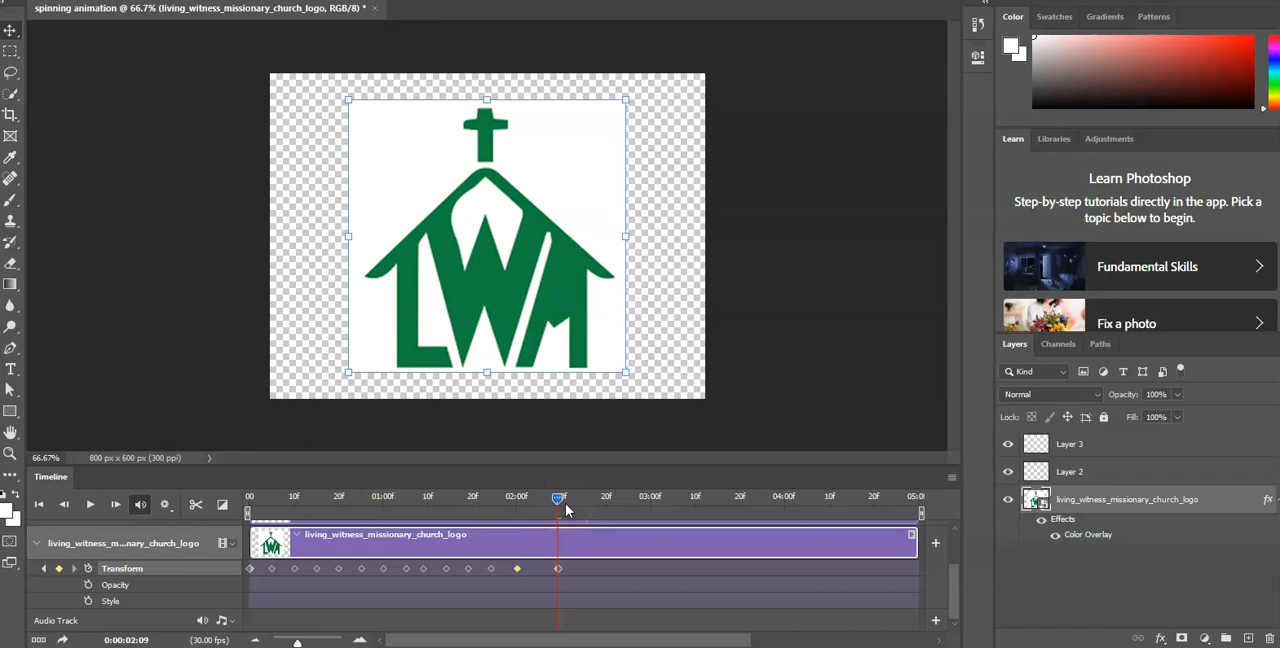 spinning animation @ 66.7% (living_witness_missionary_church_logo, RGB/8) *
LWM
66.67%
800 px x 600 px (300 ppi)
Timeline
00 10f 20f 01:00f 10f 20f 02:00f 20f 03:00f 10f 20f 04:00f 10f 20f 05:0
living_witness_m...nary_church_logo
living_witness_missionary_church_logo
Transform
Opacity
Style
Audio Track
0:00:02:09
(30.00 fps)
Color Swatches Gradients Patterns
Learn Libraries Adjustments
Learn Photoshop
Step-by-step tutorials directly in the app. Pick a
topic below to begin.
Fundamental Skills
Fix a photo
Layers Channels Paths
Kind
Normal Opacity: 100%
Lock: Fill: 100%
Layer 3
Layer 2
living_witness_missionary_church_logo fx
Effects
Color Overlay
fx